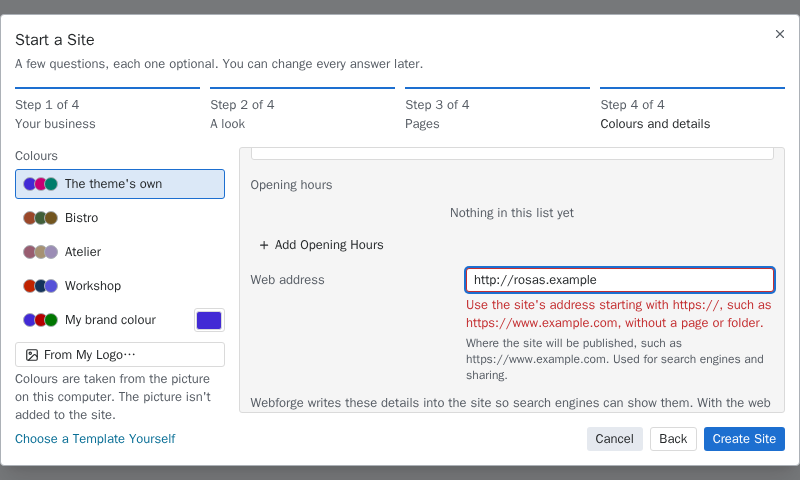 Start a Site
A few questions, each one optional. You can change every answer later.
Step 1 of 4
Your business
Step 2 of 4
A look
Step 3 of 4
Pages
Step 4 of 4
Colours and details
Colours
The theme's own
Bistro
Atelier
Workshop
My brand colour
From My Logo···
Colours are taken from the picture
on this computer. The picture isn't
added to the site.
Opening hours
Nothing in this list yet
+ Add Opening Hours
Web address
http://rosas.example
Use the site's address starting with https://, such as
https://www.example.com, without a page or folder.
Where the site will be published, such as
https://www.example.com. Used for search engines and
sharing.
Webforge writes these details into the site so search engines can show them. With the web
Choose a Template Yourself
Cancel
Back
Create Site